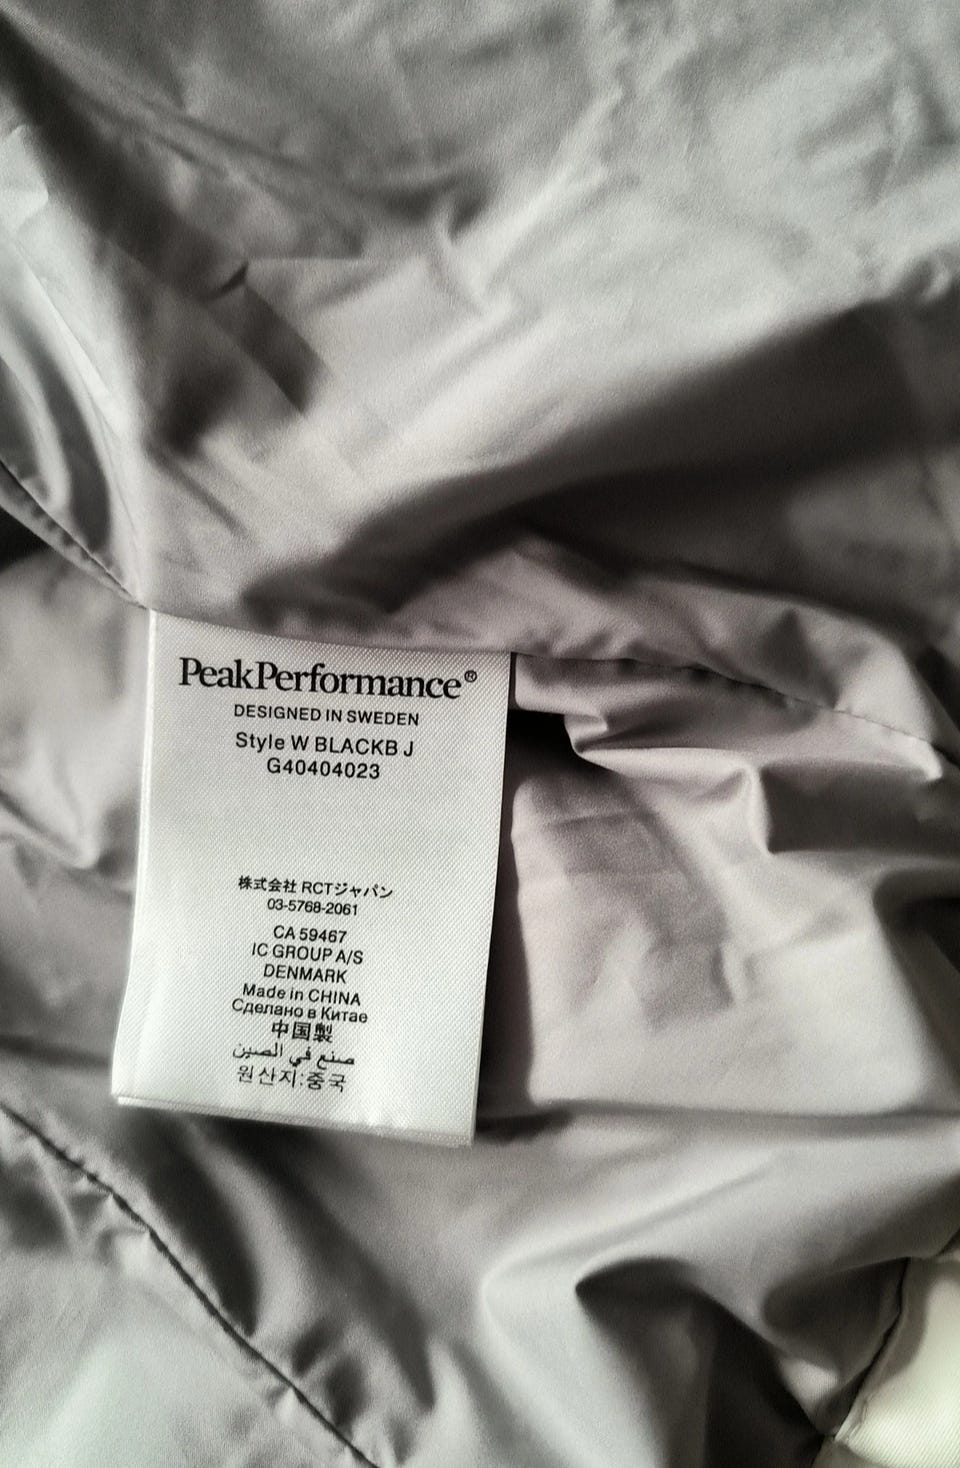 PeakPerformance®
DESIGNED IN SWEDEN
Style W BLACKB J
G40404023
株式会社 RCTジャパン
03-5768-2061
CA 59467
IC GROUP A/S
DENMARK
Made in CHINA
Сделано в Китае
中国製
صنع في الصين
원산지:중국